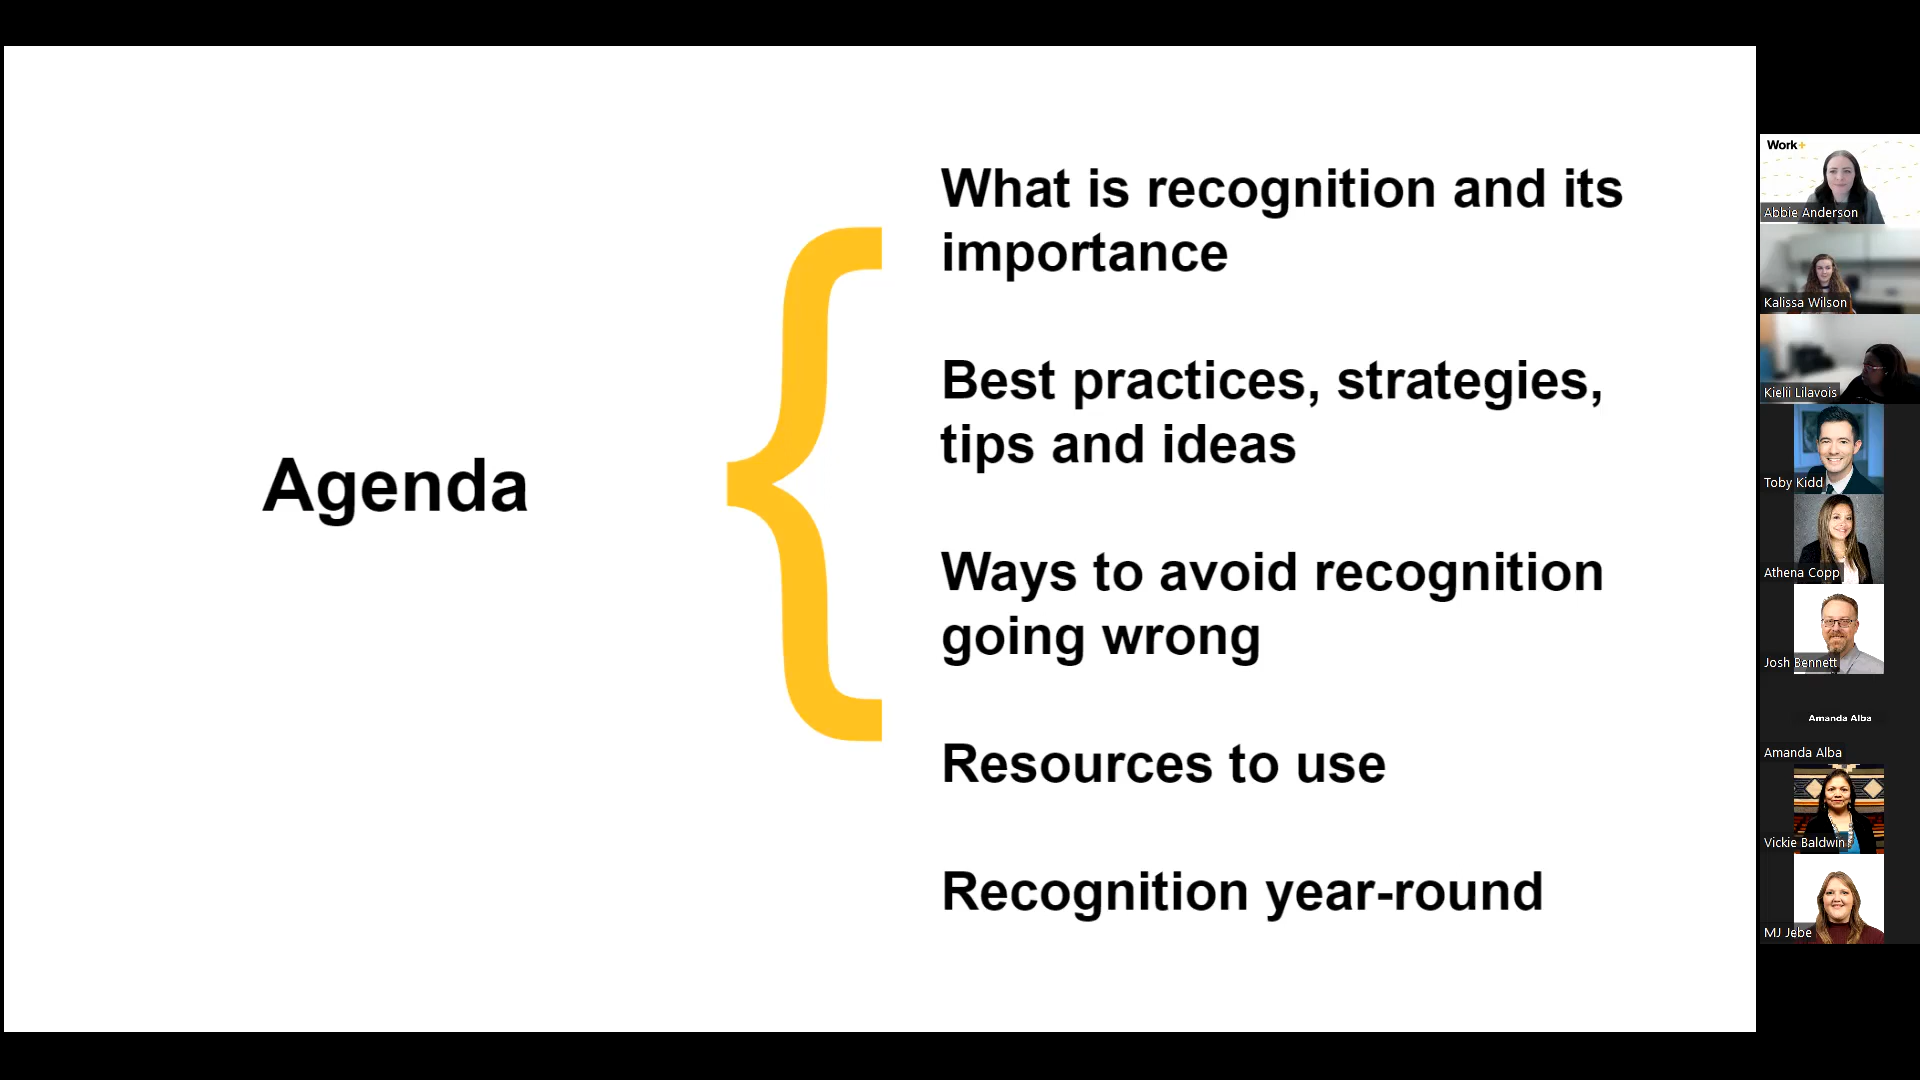 Agenda
What is recognition and its
importance
Best practices, strategies,
tips and ideas
Ways to avoid recognition
going wrong
Resources to use
Recognition year-round
Work+
Abbie Anderson
Kalissa Wilson
Kielii Lilavois
Toby Kidd
Athena Copp
Josh Bennett
Amanda Alba
Amanda Alba
Vickie Baldwin
MJ Jebe